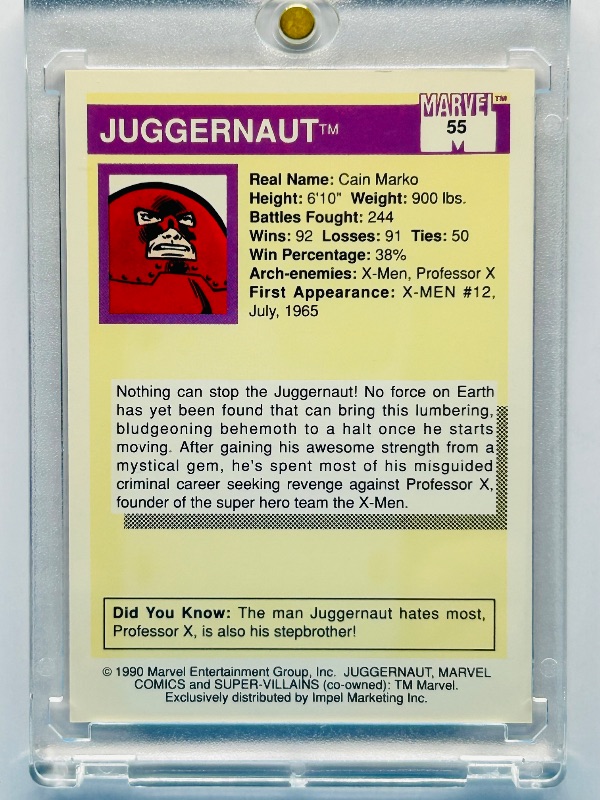 JUGGERNAUT™
MARVEL™
55
Real Name: Cain Marko
Height: 6'10" Weight: 900 lbs.
Battles Fought: 244
Wins: 92 Losses: 91 Ties: 50
Win Percentage: 38%
Arch-enemies: X-Men, Professor X
First Appearance: X-MEN #12,
July, 1965
Nothing can stop the Juggernaut! No force on Earth
has yet been found that can bring this lumbering,
bludgeoning behemoth to a halt once he starts
moving. After gaining his awesome strength from a
mystical gem, he's spent most of his misguided
criminal career seeking revenge against Professor X,
founder of the super hero team the X-Men.
Did You Know: The man Juggernaut hates most,
Professor X, is also his stepbrother!
© 1990 Marvel Entertainment Group, Inc. JUGGERNAUT, MARVEL
COMICS and SUPER-VILLAINS (co-owned): TM Marvel.
Exclusively distributed by Impel Marketing Inc.